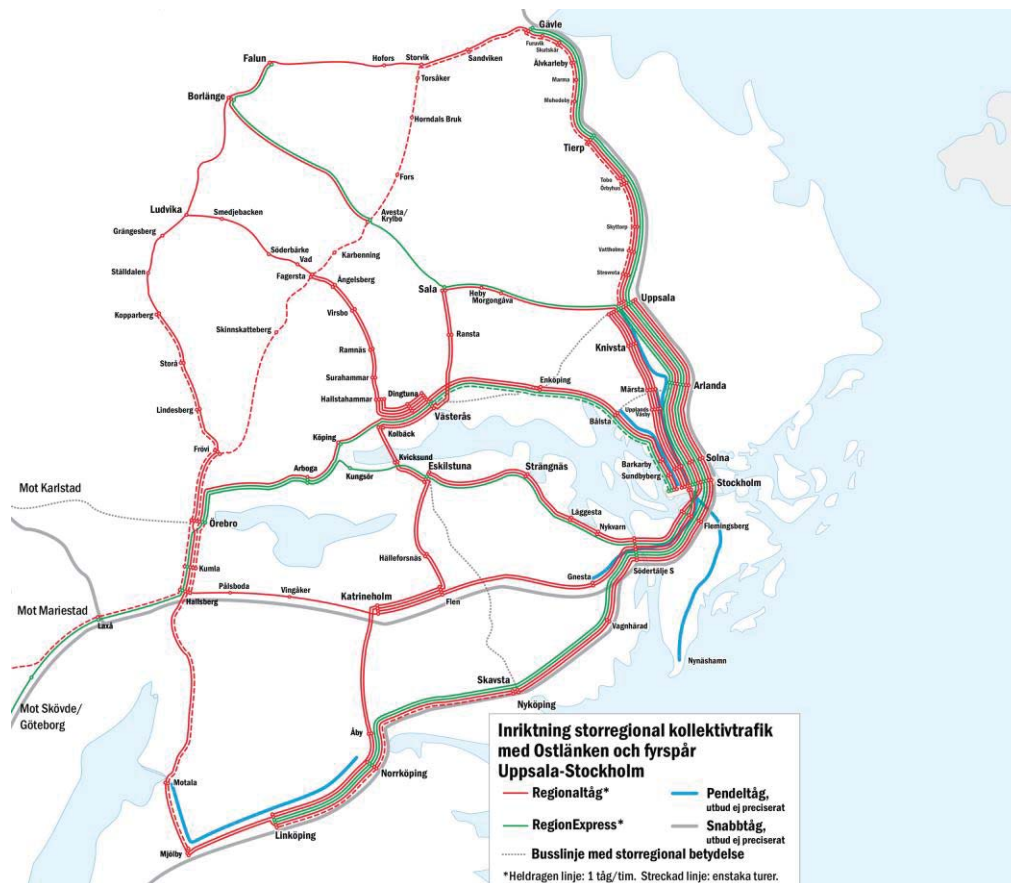 Gävle
Furuvik
Skutskär
Älvkarleby
Marma
Mehedeby
Tierp
Tobo
Örbyhus
Skyttorp
Vattholma
Storvreta
Falun
Hofors
Storvik
Sandviken
Torsåker
Borlänge
Horndals Bruk
Fors
Avesta/
Krylbo
Ludvika
Smedjebacken
Grängesberg
Söderbärke
Vad
Karbenning
Ställdalen
Fagersta
Ängelsberg
Sala
Heby
Morgongåva
Uppsala
Kopparberg
Virsbo
Skinnskatteberg
Ransta
Knivsta
Storå
Ramnäs
Surahammar
Märsta
Arlanda
Lindesberg
Hallstahammar
Dingtuna
Enköping
Västerås
Upplands
Väsby
Bålsta
Kolbäck
Köping
Frövi
Kvicksund
Arboga
Kungsör
Eskilstuna
Strängnäs
Barkarby
Sundbyberg
Solna
Stockholm
Mot Karlstad
Örebro
Läggesta
Nykvarn
Flemingsberg
Kumla
Hälleforsnäs
Gnesta
Södertälje S
Pålsboda
Vingåker
Katrineholm
Hallsberg
Flen
Mot Mariestad
Laxå
Vagnhärad
Nynäshamn
Skavsta
Nyköping
Mot Skövde/
Göteborg
Åby
Norrköping
Motala
Linköping
Mjölby
Inriktning storregional kollektivtrafik
med Ostlänken och fyrspår
Uppsala-Stockholm
Regionaltåg*
Pendeltåg,
utbud ej preciserat
RegionExpress*
Snabbtåg,
utbud ej preciserat
Busslinje med storregional betydelse
*Heldragen linje: 1 tåg/tim. Streckad linje: enstaka turer.